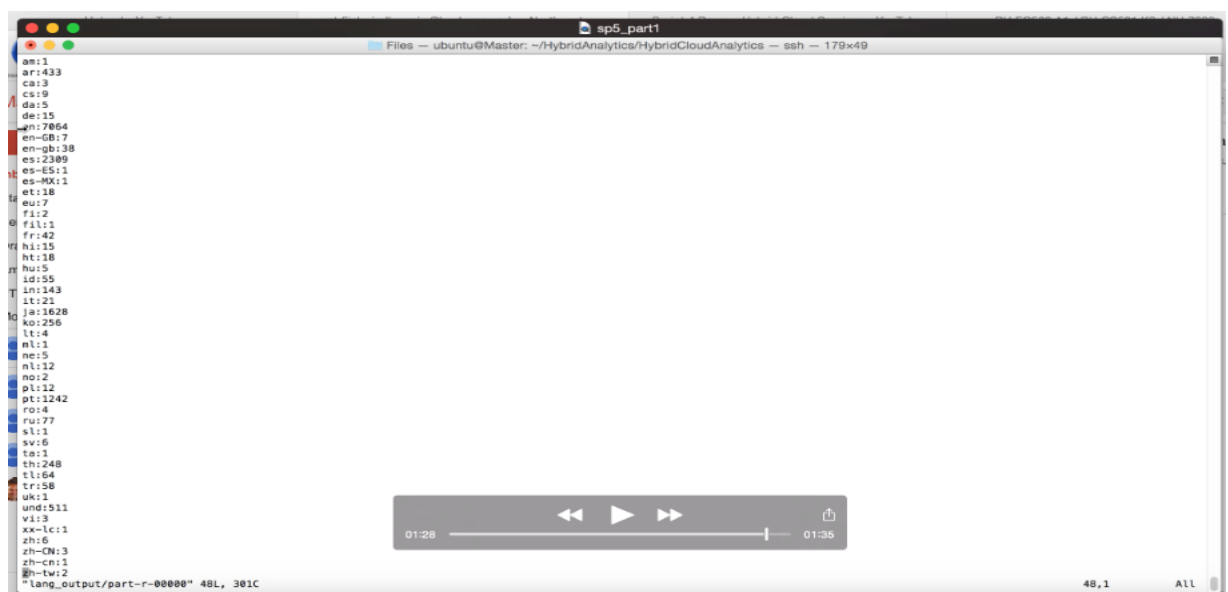 sp5_part1
Files — ubuntu@Master: ~/HybridAnalytics/HybridCloudAnalytics — ssh — 179×49
am:1
ar:433
ca:3
cs:9
da:5
de:15
en:7064
en-GB:7
en-gb:38
es:2309
es-ES:1
es-MX:1
et:18
eu:7
fi:2
fil:1
fr:42
hi:15
ht:18
hu:5
id:55
in:143
it:21
ja:1628
ko:256
lt:4
ml:1
ne:5
nl:12
no:2
pl:12
pt:1242
ro:4
ru:77
sl:1
sv:6
ta:1
th:248
tl:64
tr:58
uk:1
und:511
vi:3
xx-lc:1
zh:6
zh-CN:3
zh-cn:1
zh-tw:2
"lang_output/part-r-00000" 48L, 301C 48,1 All
01:28 01:35